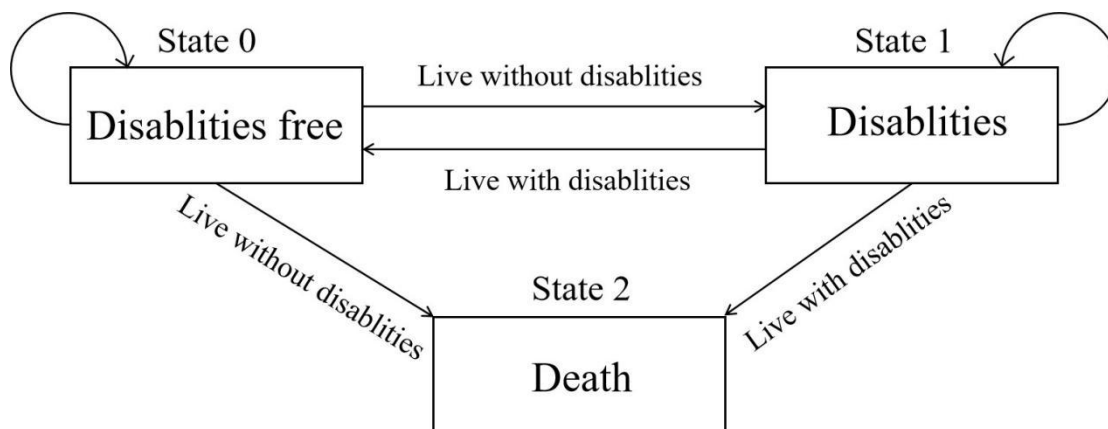 State 0
State 1
Live without disablities
Disablities free
Disablities
Live with disablities
Live without disablities
Live with disablities
State 2
Death